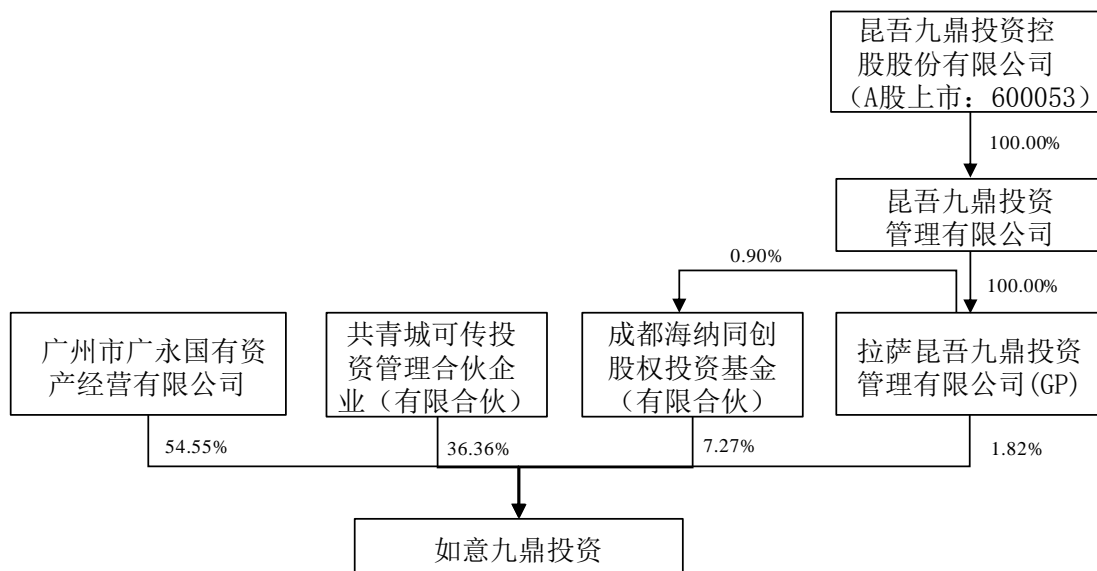 昆吾九鼎投资控
股股份有限公司
（A股上市：600053）
100.00%
昆吾九鼎投资
管理有限公司
0.90%
100.00%
广州市广永国有资
产经营有限公司
共青城可传投
资管理合伙企
业（有限合伙）
成都海纳同创
股权投资基金
（有限合伙）
拉萨昆吾九鼎投资
管理有限公司(GP)
54.55%
36.36%
7.27%
1.82%
如意九鼎投资